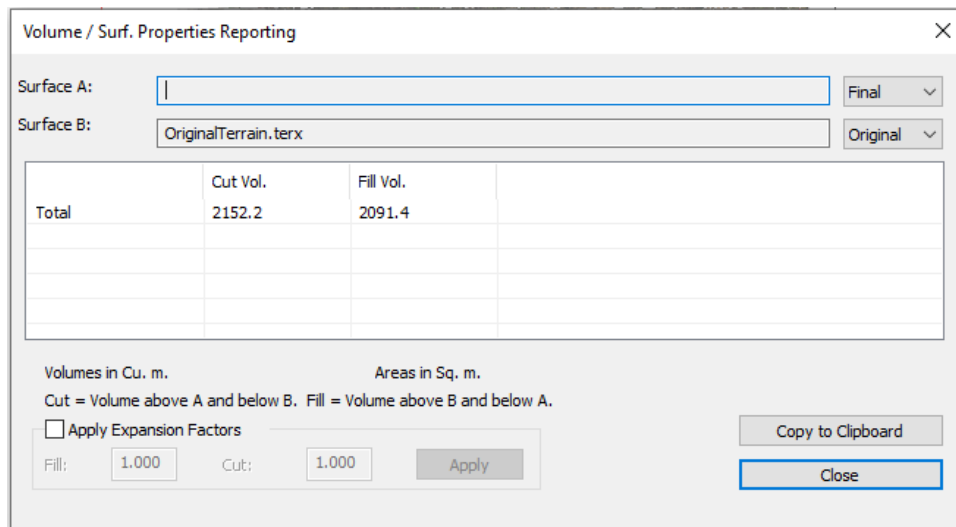 Volume / Surf. Properties Reporting
Surface A:
Final
Surface B:
OriginalTerrain.terx
Original
Cut Vol. Fill Vol.
Total 2152.2 2091.4
Volumes in Cu. m. Areas in Sq. m.
Cut = Volume above A and below B. Fill = Volume above B and below A.
Apply Expansion Factors
Fill: 1.000 Cut: 1.000 Apply
Copy to Clipboard
Close